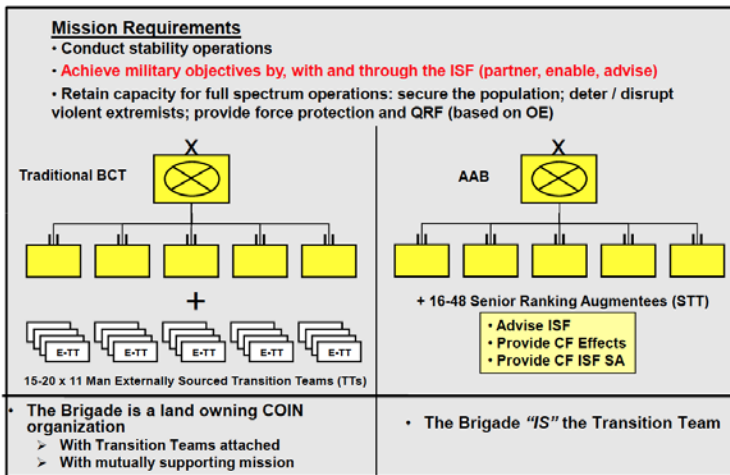 Mission Requirements
• Conduct stability operations
• Achieve military objectives by, with and through the ISF (partner, enable, advise)
• Retain capacity for full spectrum operations: secure the population; deter / disrupt
violent extremists; provide force protection and QRF (based on OE)
Traditional BCT
X
+
E-TT
E-TT
E-TT
E-TT
E-TT
15-20 x 11 Man Externally Sourced Transition Teams (TTs)
• The Brigade is a land owning COIN
organization
➢ With Transition Teams attached
➢ With mutually supporting mission
AAB
X
+ 16-48 Senior Ranking Augmentees (STT)
• Advise ISF
• Provide CF Effects
• Provide CF ISF SA
• The Brigade “IS” the Transition Team